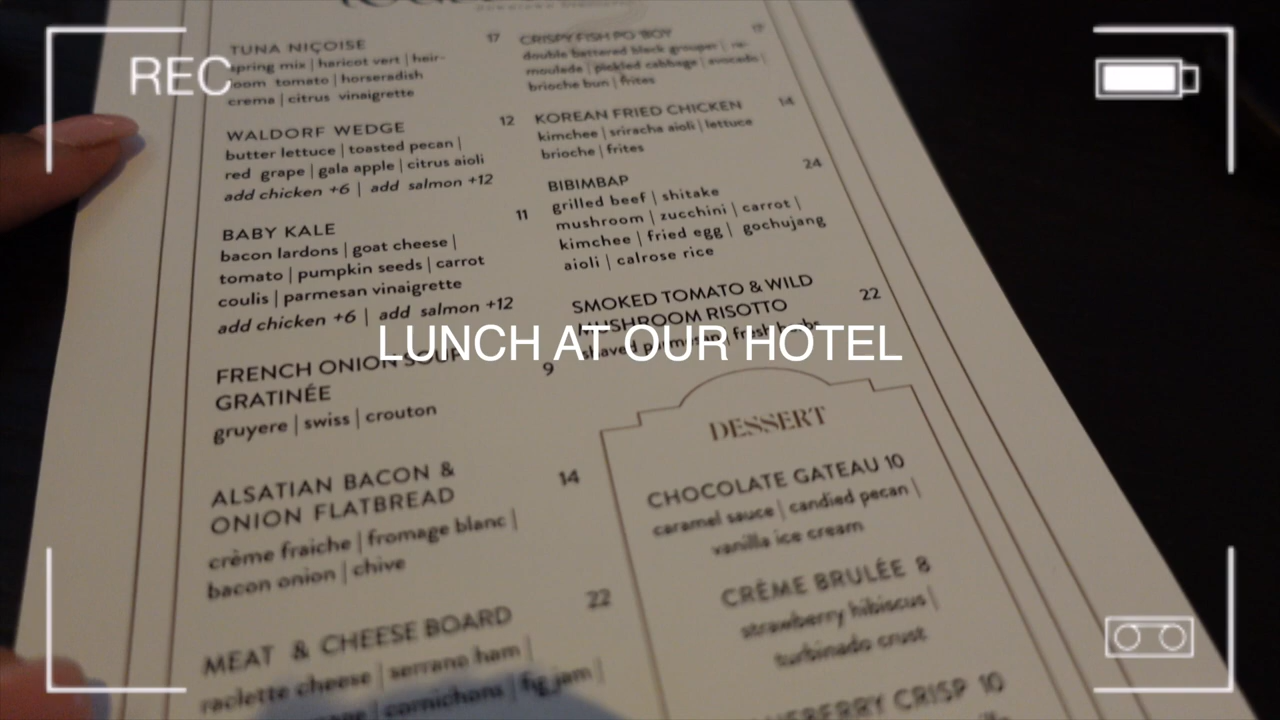 REC
TUNA NIÇOISE 17
spring mix | haricot vert | heir-
loom tomato | horseradish
crema | citrus vinaigrette
WALDORF WEDGE 12
butter lettuce | toasted pecan |
red grape | gala apple | citrus aioli
add chicken +6 | add salmon +12
BABY KALE 11
bacon lardons | goat cheese |
tomato | pumpkin seeds | carrot
coulis | parmesan vinaigrette
add chicken +6 | add salmon +12
FRENCH ONION SOUP 9
GRATINÉE
gruyere | swiss | crouton
ALSATIAN BACON & 14
ONION FLATBREAD
crème fraiche | fromage blanc |
bacon onion | chive
MEAT & CHEESE BOARD 22
raclette cheese | serrano ham |
cornichons | fig jam |
CRISPY FISH PO'BOY 17
double battered black grouper | re-
moulade | pickled cabbage | avocado |
brioche bun | frites
KOREAN FRIED CHICKEN 14
kimchee | sriracha aioli | lettuce
brioche | frites
BIBIMBAP 24
grilled beef | shitake
mushroom | zucchini | carrot |
kimchee | fried egg | gochujang
aioli | calrose rice
SMOKED TOMATO & WILD 22
MUSHROOM RISOTTO
shaved parmesan | fresh herbs
LUNCH AT OUR HOTEL
DESSERT
CHOCOLATE GATEAU 10
caramel sauce | candied pecan |
vanilla ice cream
CRÈME BRULÉE 8
strawberry hibiscus |
turbinado crust
CRISP 10